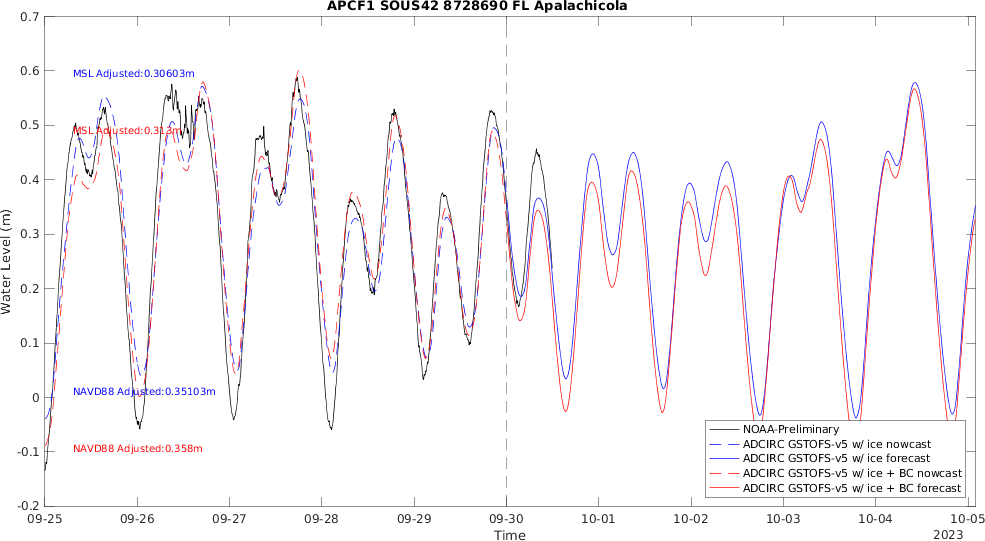 APCF1 SOUS42 8728690 FL Apalachicola
0.7
0.6
0.5
0.4
0.3
0.2
0.1
0
-0.1
-0.2
Water Level (m)
MSL Adjusted:0.30603m
MSL Adjusted:0.313m
NAVD88 Adjusted:0.35103m
NAVD88 Adjusted:0.358m
NOAA-Preliminary
ADCIRC GSTOFS-v5 w/ ice nowcast
ADCIRC GSTOFS-v5 w/ ice forecast
ADCIRC GSTOFS-v5 w/ ice + BC nowcast
ADCIRC GSTOFS-v5 w/ ice + BC forecast
09-25 09-26 09-27 09-28 09-29 09-30 10-01 10-02 10-03 10-04 10-05
Time
2023